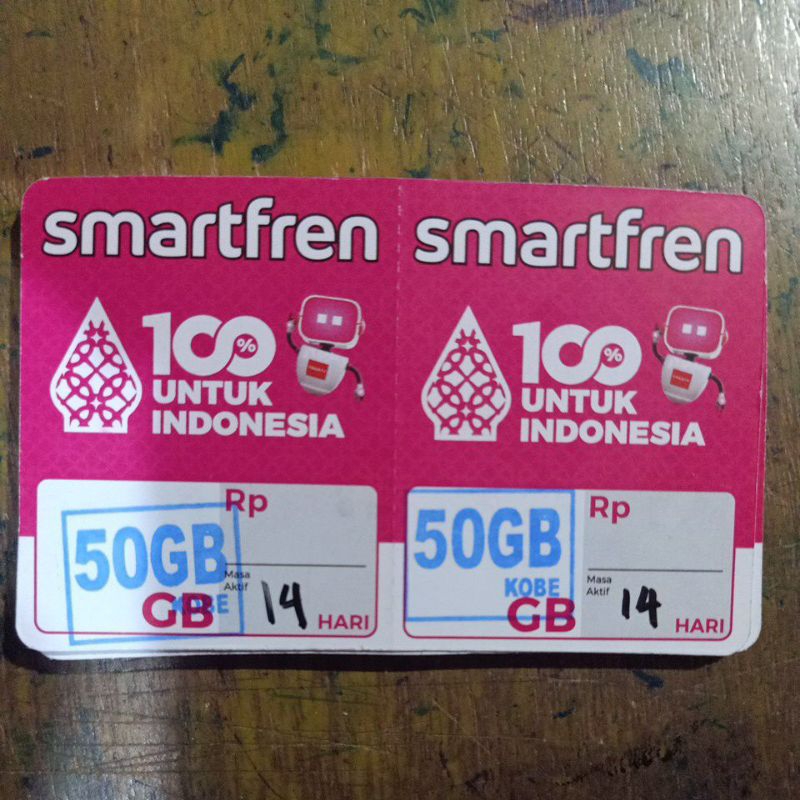 smartfren
100%
UNTUK
INDONESIA
Rp
50GB
KOBE
GB
Masa
Aktif
14
HARI
smartfren
100%
UNTUK
INDONESIA
Rp
50GB
KOBE
GB
Masa
Aktif
14
HARI